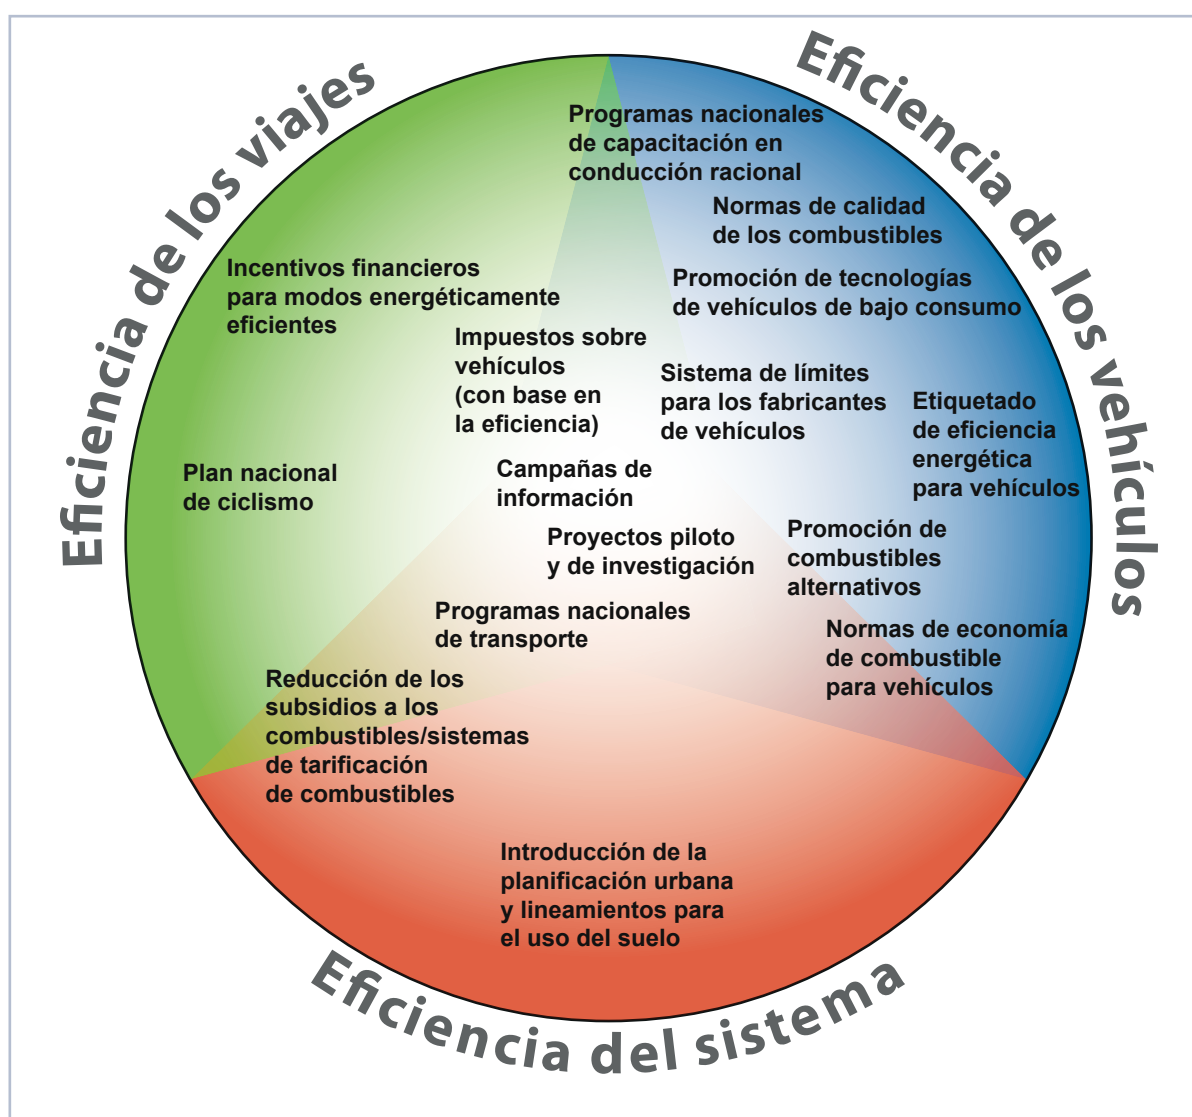 Eficiencia de los viajes
Eficiencia de los vehículos
Programas nacionales
de capacitación en
conducción racional
Normas de calidad
de los combustibles
Incentivos financieros
para modos energéticamente
eficientes
Promoción de tecnologías
de vehículos de bajo consumo
Impuestos sobre
vehículos
(con base en
la eficiencia)
Sistema de límites
para los fabricantes
de vehículos
Etiquetado
de eficiencia
energética
para vehículos
Plan nacional
de ciclismo
Campañas de
información
Proyectos piloto
y de investigación
Promoción de
combustibles
alternativos
Programas nacionales
de transporte
Normas de economía
de combustible
para vehículos
Reducción de los
subsidios a los
combustibles/sistemas
de tarificación
de combustibles
Introducción de la
planificación urbana
y lineamientos para
el uso del suelo
Eficiencia del sistema